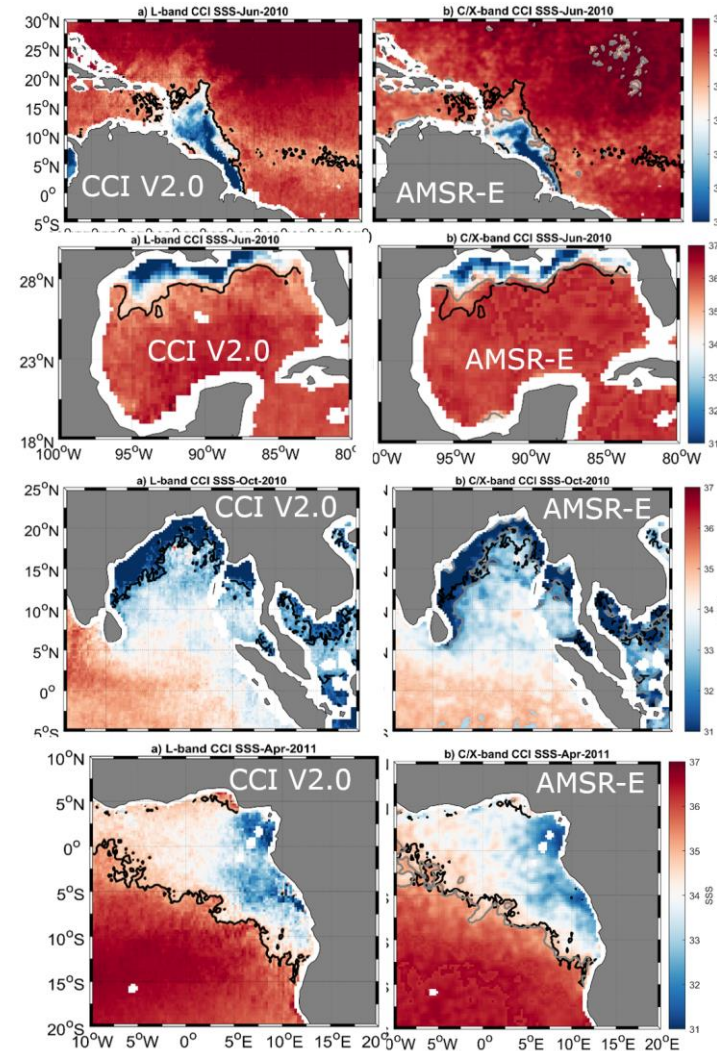 a) L-band CCI SSS-Jun-2010
b) C/X-band CCI SSS-Jun-2010
30°N
25°N
20°N
15°N
10°N
5°N
0°
5°S
CCI V2.0
AMSR-E
a) L-band CCI SSS-Jun-2010
b) C/X-band CCI SSS-Jun-2010
28°N
23°N
18°N
CCI V2.0
AMSR-E
100°W 95°W 90°W 85°W 80°
0°W 95°W 90°W 85°W 80°W
37
36
35
34
33
32
31
a) L-band CCI SSS-Oct-2010
b) C/X-band CCI SSS-Oct-2010
25°N
20°N
15°N
10°N
5°N
0°
5°S
CCI V2.0
AMSR-E
37
36
35
34
33
32
31
a) L-band CCI SSS-Apr-2011
b) C/X-band CCI SSS-Apr-2011
10°N
5°N
0°
5°S
10°S
15°S
20°S
CCI V2.0
AMSR-E
10°W 5°W 0°E 5°E 10°E 15°E 20°
10°W 5°W 0°E 5°E 10°E 15°E 20°E
37
36
35
34
33
32
31
SSS